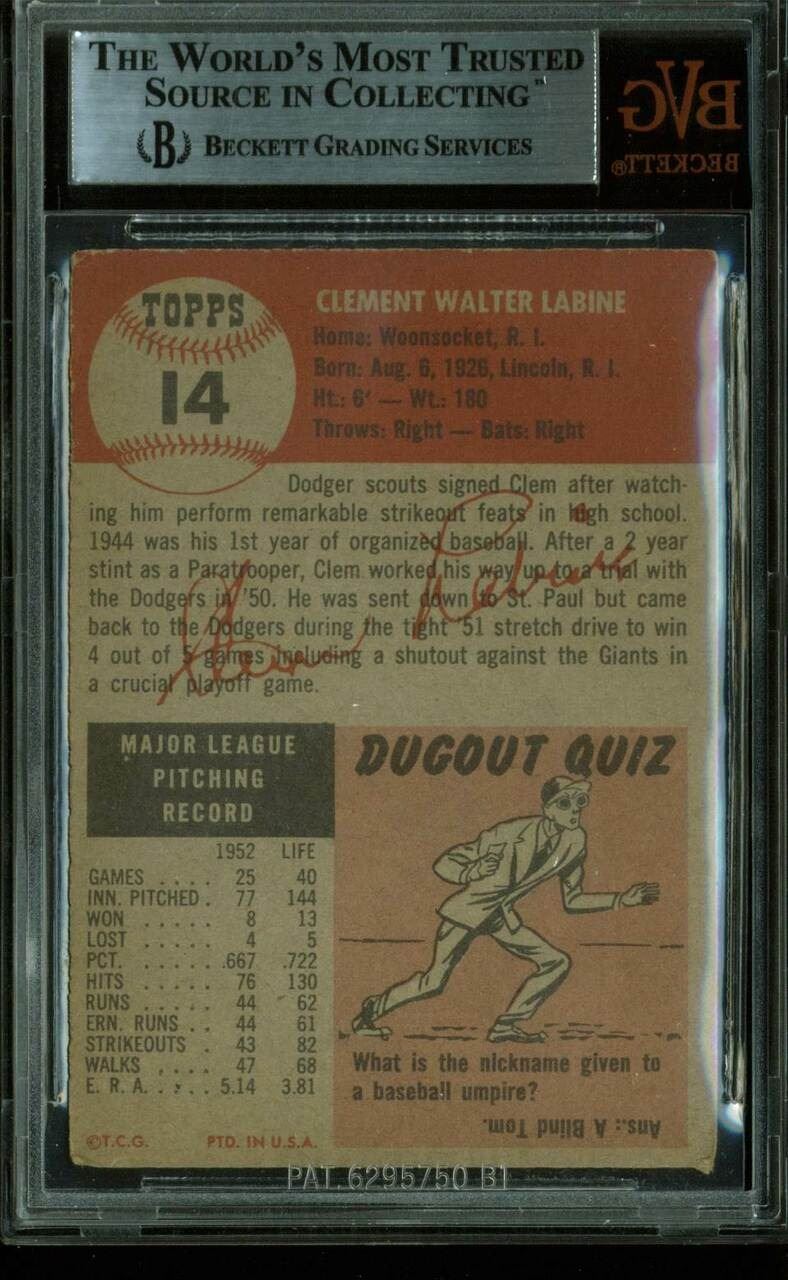 THE WORLD'S MOST TRUSTED
SOURCE IN COLLECTING™
B BECKETT GRADING SERVICES
BVG
BECKETT®
TOPPS
14
CLEMENT WALTER LABINE
Home: Woonsocket, R. I.
Born: Aug. 6, 1926, Lincoln, R. I.
Ht.: 6' — Wt.: 180
Throws: Right — Bats: Right
Dodger scouts signed Clem after watch-
ing him perform remarkable strikeout feats in high school.
1944 was his 1st year of organized baseball. After a 2 year
stint as a Paratrooper, Clem worked his way up to a trial with
the Dodgers in '50. He was sent down to St. Paul but came
back to the Dodgers during the tight '51 stretch drive to win
4 out of 5 games including a shutout against the Giants in
a crucial playoff game.
Clem Labine
MAJOR LEAGUE
PITCHING
RECORD
1952 LIFE
GAMES .... 25 40
INN. PITCHED . 77 144
WON ..... 8 13
LOST ..... 4 5
PCT. ..... .667 .722
HITS ..... 76 130
RUNS ..... 44 62
ERN. RUNS .. 44 61
STRIKEOUTS . 43 82
WALKS .... 47 68
E. R. A. .... 5.14 3.81
©T.C.G. PTD. IN U.S.A.
DUGOUT QUIZ
What is the nickname given to
a baseball umpire?
Ans.: A Blind Tom.
PAT.6295750 B1